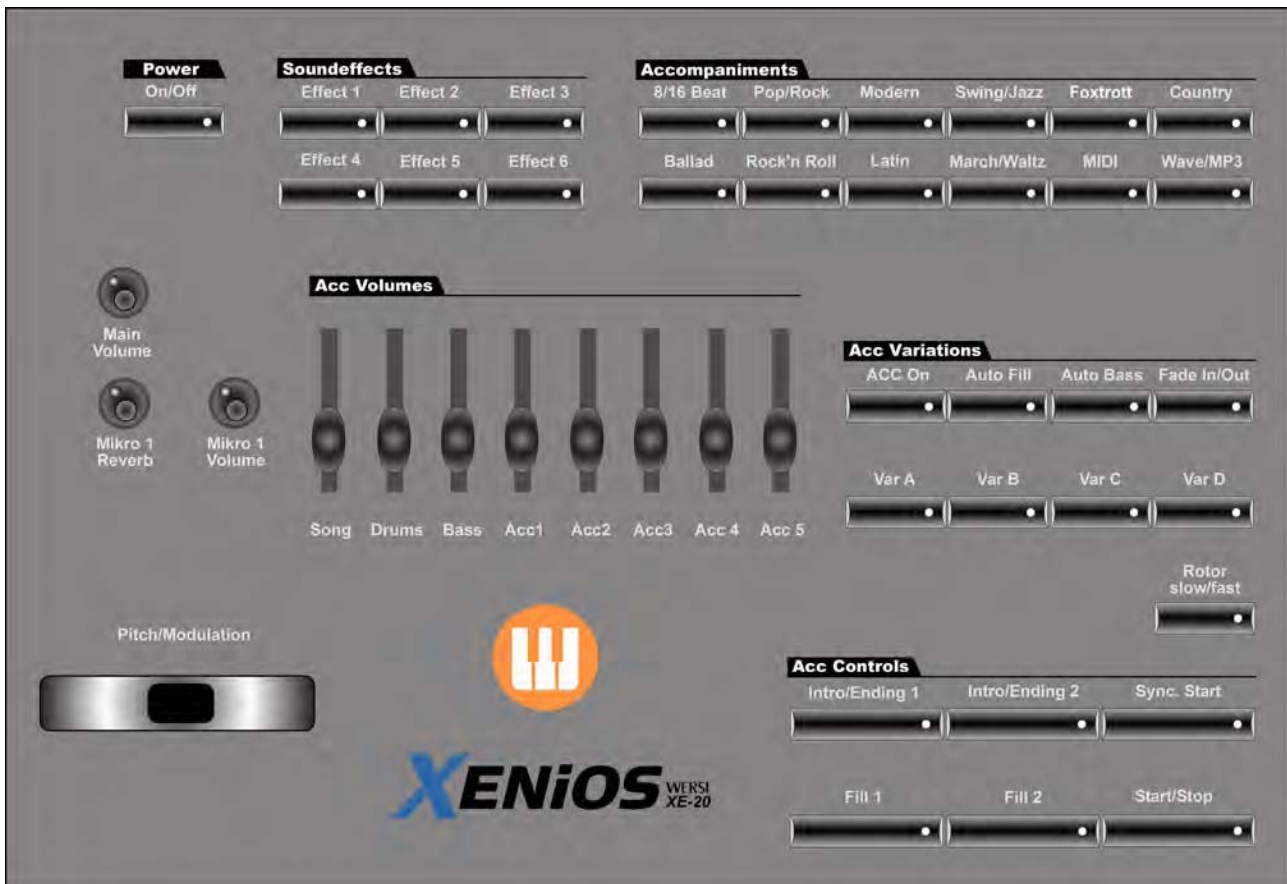 Power
On/Off
Soundeffects
Effect 1 Effect 2 Effect 3
Effect 4 Effect 5 Effect 6
Accompaniments
8/16 Beat Pop/Rock Modern Swing/Jazz Foxtrott Country
Ballad Rock'n Roll Latin March/Waltz MIDI Wave/MP3
Main
Volume
Mikro 1
Reverb
Mikro 1
Volume
Acc Volumes
Song Drums Bass Acc1 Acc2 Acc3 Acc 4 Acc 5
Acc Variations
ACC On Auto Fill Auto Bass Fade In/Out
Var A Var B Var C Var D
Rotor
slow/fast
Pitch/Modulation
XENiOS
WERSI
XE-20
Acc Controls
Intro/Ending 1 Intro/Ending 2 Sync. Start
Fill 1 Fill 2 Start/Stop